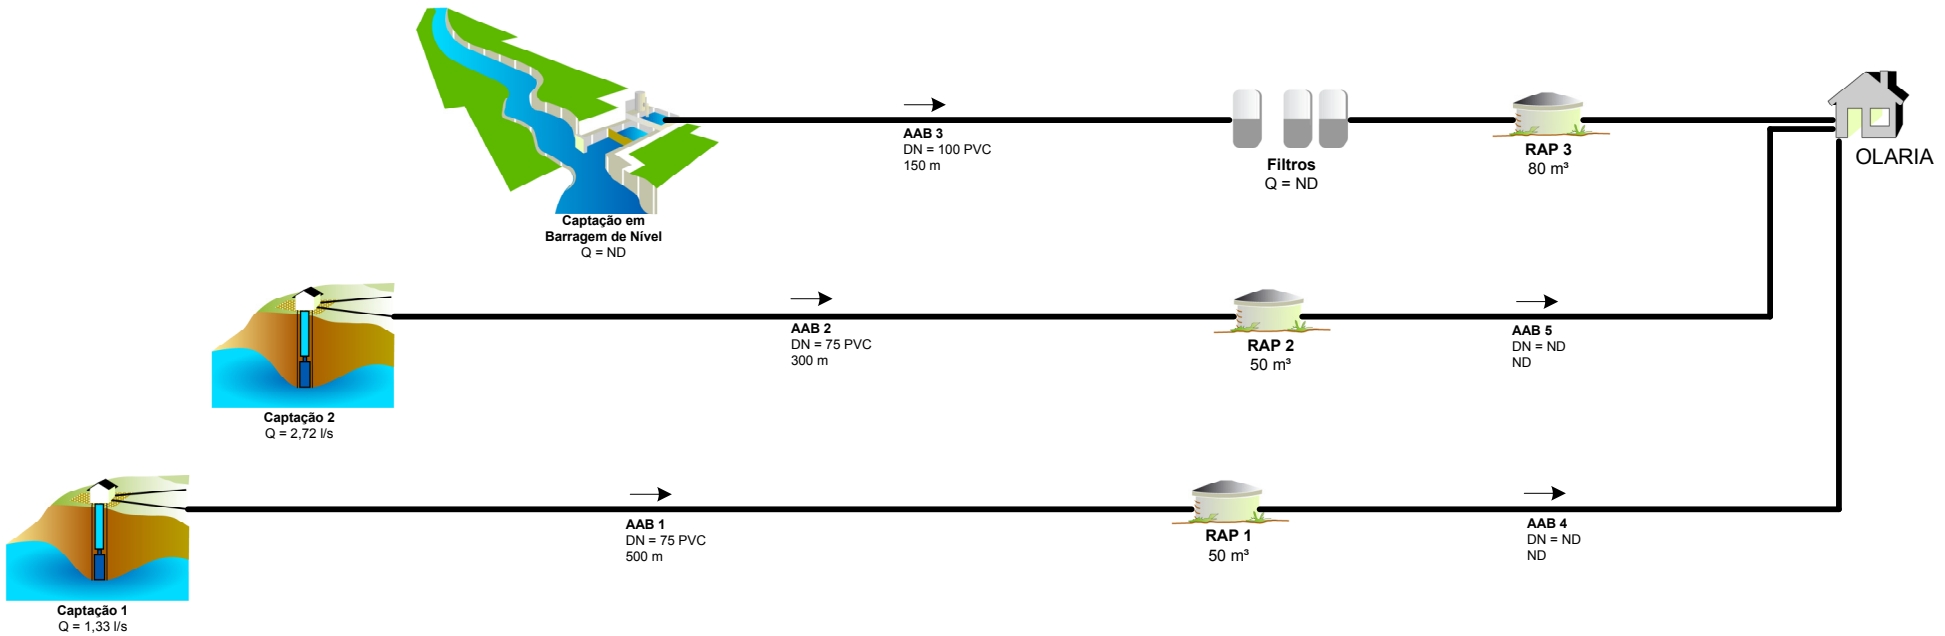 AAB 3
DN = 100 PVC
150 m
Filtros
Q = ND
RAP 3
80 m³
OLARIA
Captação em
Barragem de Nível
Q = ND
AAB 2
DN = 75 PVC
300 m
RAP 2
50 m³
AAB 5
DN = ND
ND
Captação 2
Q = 2,72 l/s
AAB 1
DN = 75 PVC
500 m
RAP 1
50 m³
AAB 4
DN = ND
ND
Captação 1
Q = 1,33 l/s